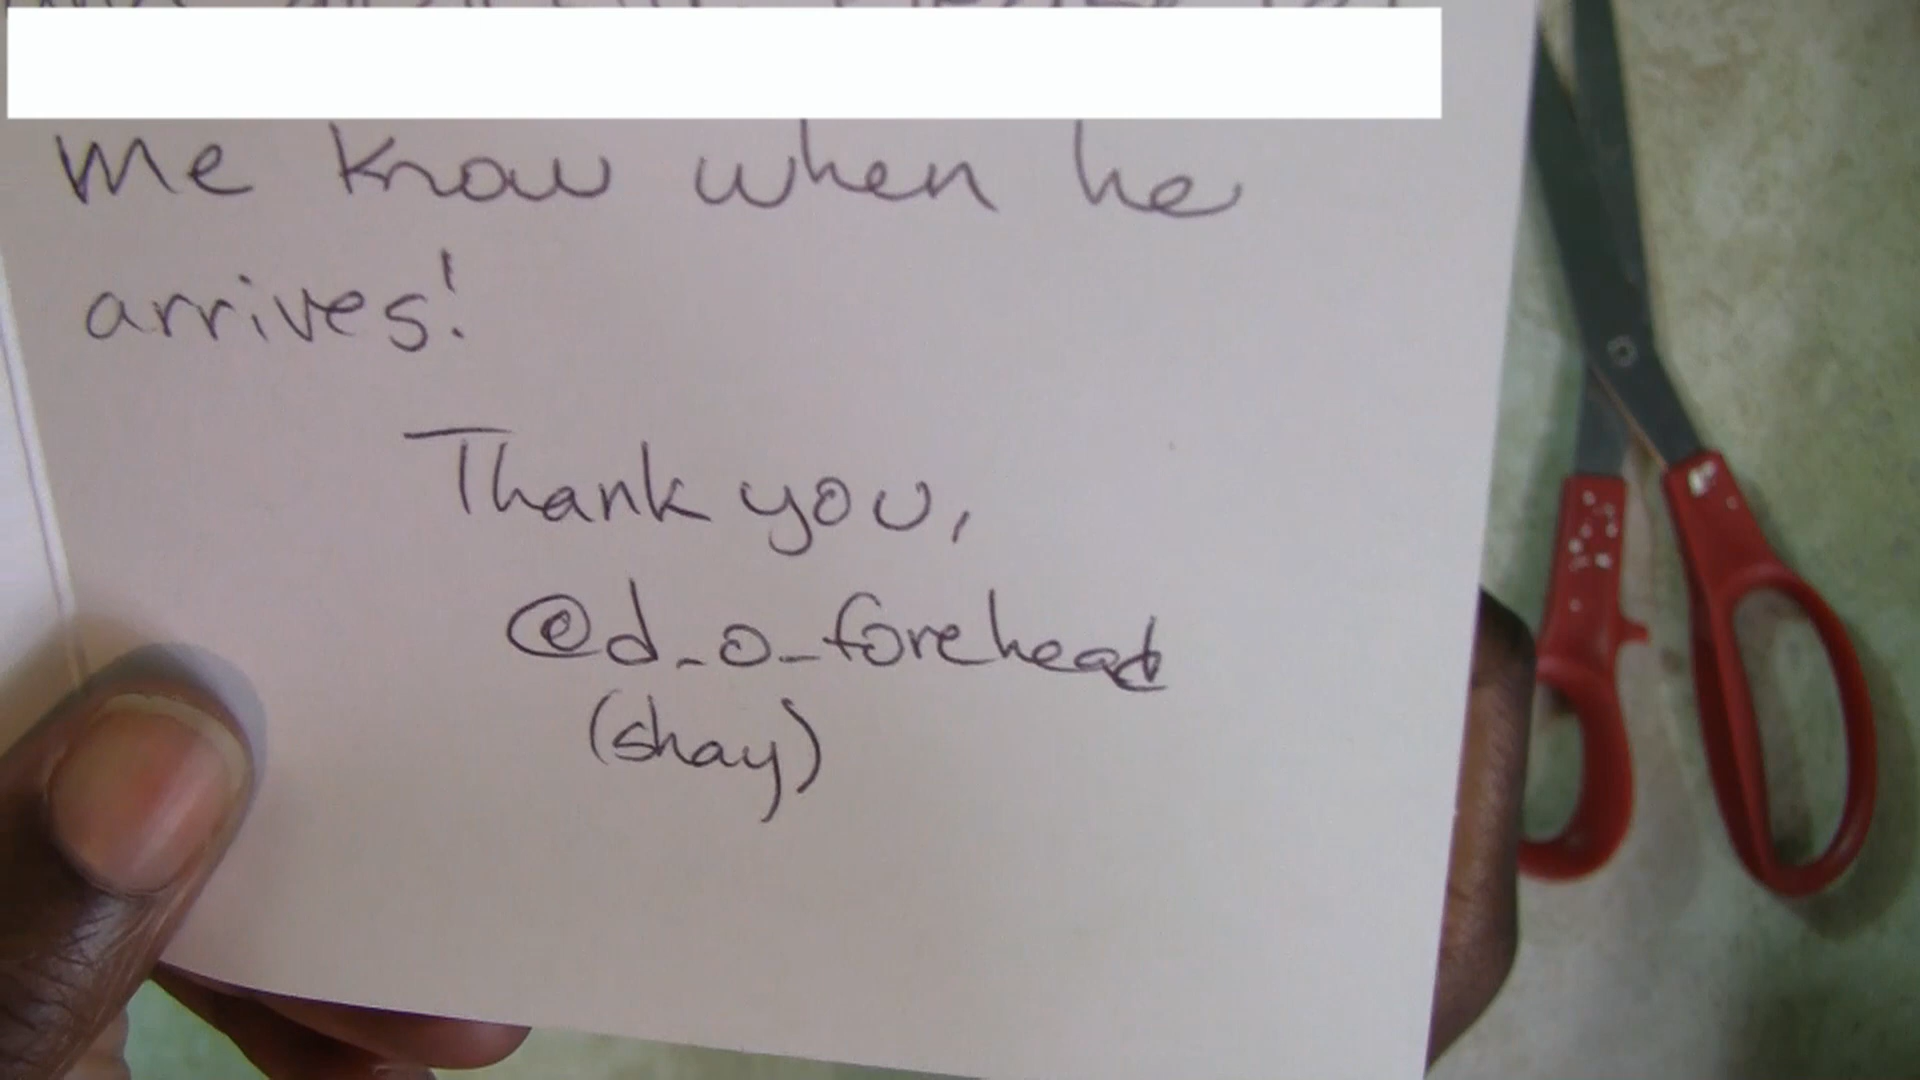 me know when he
arrives!
Thank you,
@d_o_forehead
(shay)